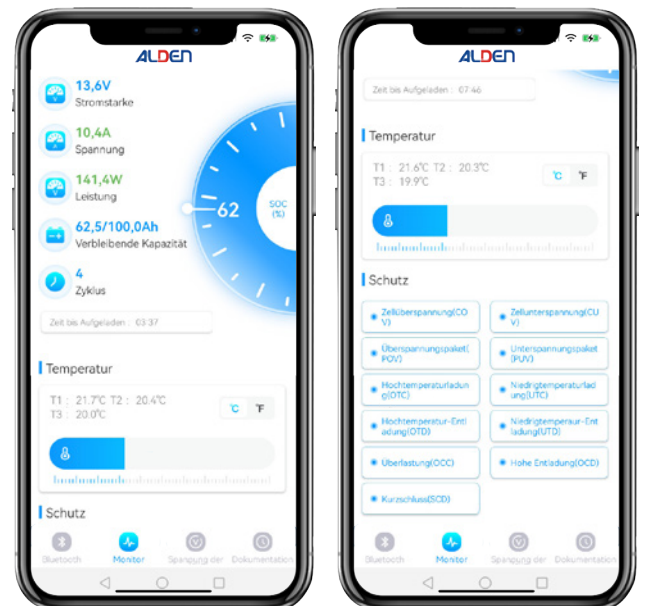 ALDEN
13,6V
Stromstarke
10,4A
Spannung
141,4W
Leistung
62,5/100,0Ah
Verbleibende Kapazität
4
Zyklus
62
SOC
(%)
Zeit bis Aufgeladen : 03:37
Temperatur
T1 : 21.7°C T2 : 20.4°C
T3 : 20.0°C
°C °F
Schutz
Bluetooth Monitor Spannung der Dokumentation
ALDEN
Zeit bis Aufgeladen : 07:46
Temperatur
T1 : 21.6°C T2 : 20.3°C
T3 : 19.9°C
°C °F
Schutz
Zellüberspannung(CO
V)
Zellunterspannung(CU
V)
Überspannungspaket(
POV)
Unterspannungspaket
(PUV)
Hochtemperaturladun
g(OTC)
Niedrigtemperaturlad
ung(UTC)
Hochtemperatur-Entl
adung(OTD)
Niedrigtemperaur-Ent
ladung(UTD)
Überlastung(OCC)
Hohe Entladung(OCD)
Kurzschluss(SCD)
Bluetooth Monitor Spannung der Dokumentation